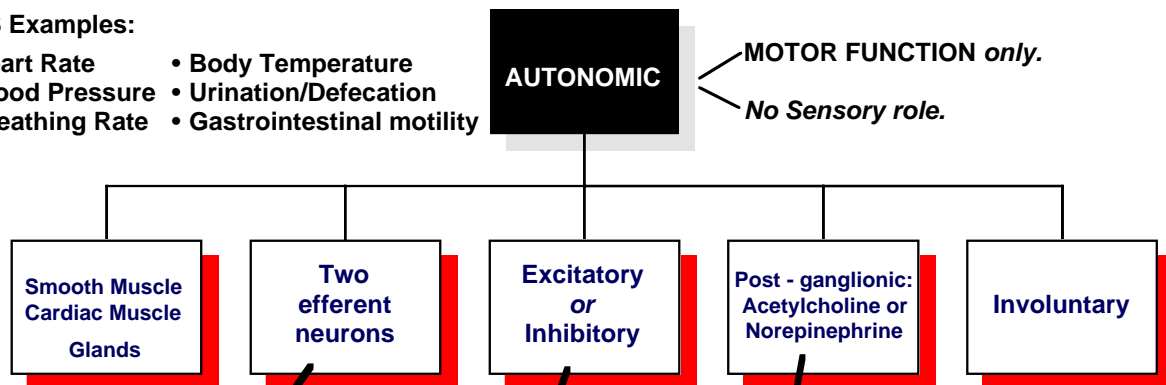 Examples:
• Body Temperature
• Urination/Defecation
• Gastrointestinal motility
art Rate
ood Pressure
eathing Rate
AUTONOMIC
MOTOR FUNCTION only.
No Sensory role.
Smooth Muscle
Cardiac Muscle
Glands
Two
efferent
neurons
Excitatory
or
Inhibitory
Post - ganglionic:
Acetylcholine or
Norepinephrine
Involuntary